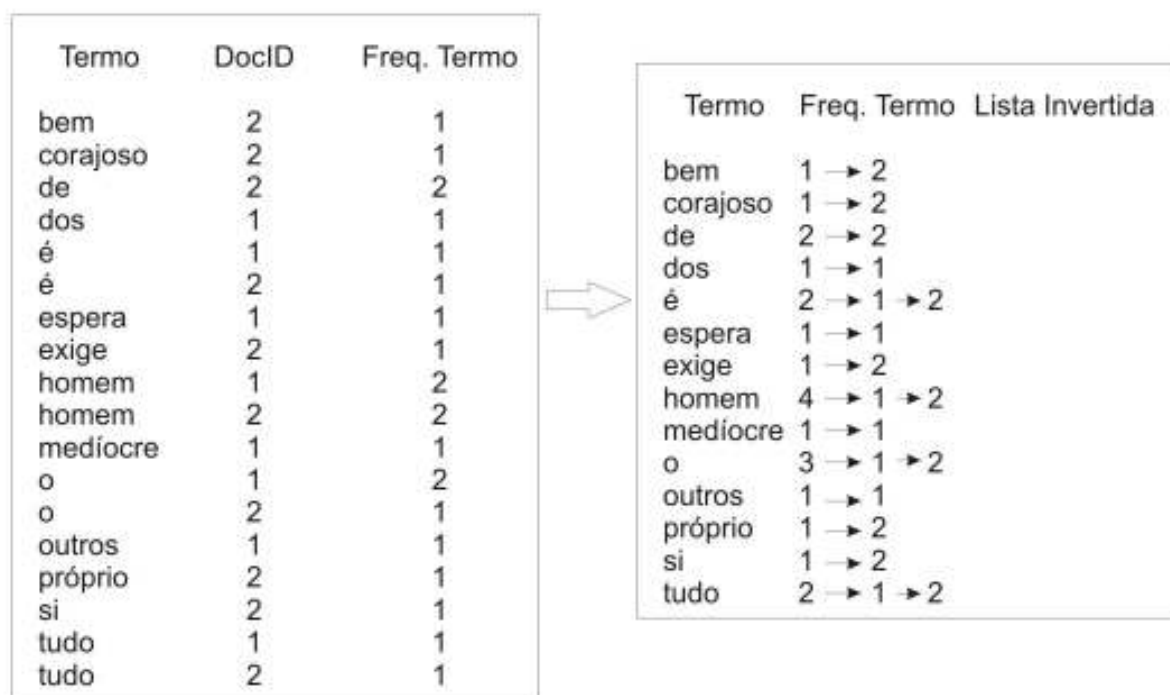 Termo DocID Freq. Termo
bem 2 1
corajoso 2 1
de 2 2
dos 1 1
é 1 1
é 2 1
espera 1 1
exige 2 1
homem 1 2
homem 2 2
medíocre 1 1
o 1 2
o 2 1
outros 1 1
próprio 2 1
si 2 1
tudo 1 1
tudo 2 1
Termo Freq. Termo Lista Invertida
bem 1 → 2
corajoso 1 → 2
de 2 → 2
dos 1 → 1
é 2 → 1 → 2
espera 1 → 1
exige 1 → 2
homem 4 → 1 → 2
medíocre 1 → 1
o 3 → 1 → 2
outros 1 → 1
próprio 1 → 2
si 1 → 2
tudo 2 → 1 → 2